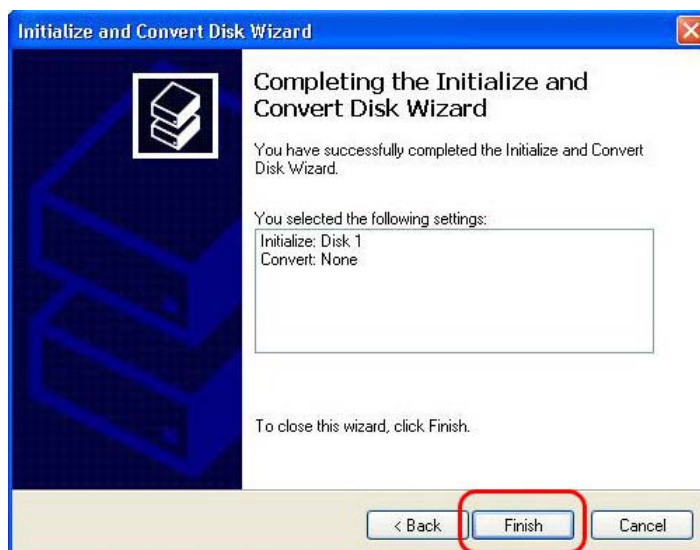 Initialize and Convert Disk Wizard
Completing the Initialize and
Convert Disk Wizard
You have successfully completed the Initialize and Convert
Disk Wizard.
You selected the following settings:
Initialize: Disk 1
Convert: None
To close this wizard, click Finish.
< Back Finish Cancel